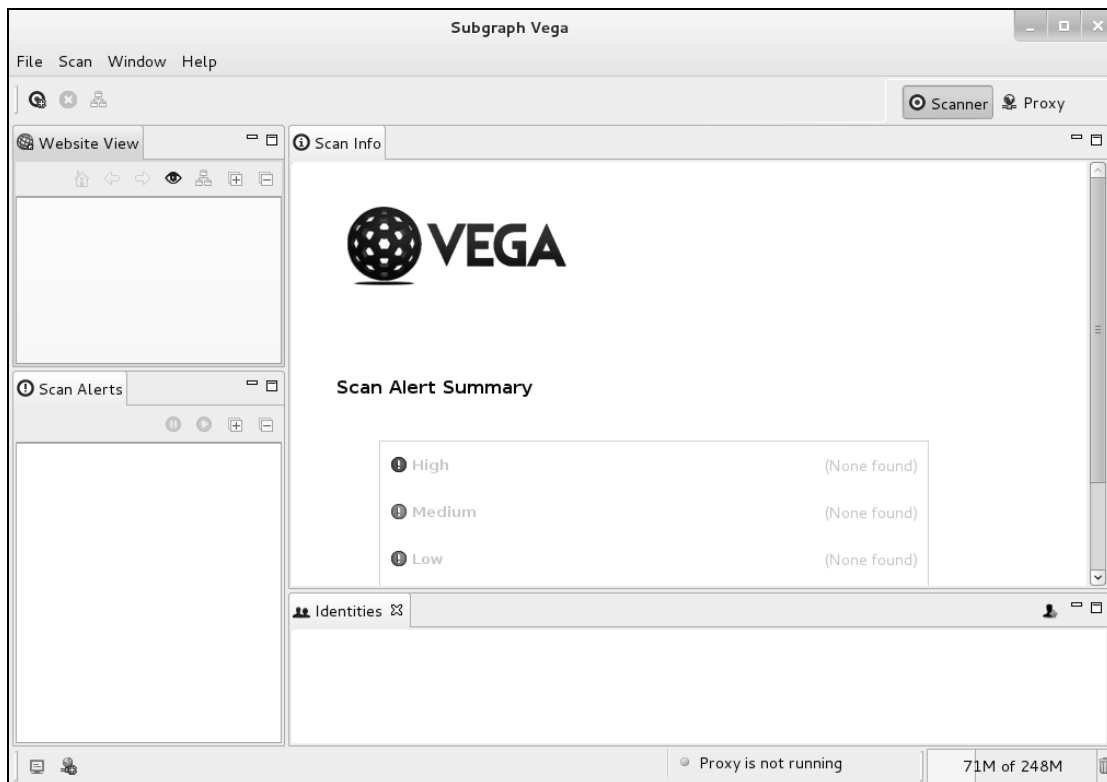 Subgraph Vega
File Scan Window Help
Scanner Proxy
Website View
Scan Info
VEGA
Scan Alerts
Scan Alert Summary
High (None found)
Medium (None found)
Low (None found)
Identities
Proxy is not running
71M of 248M